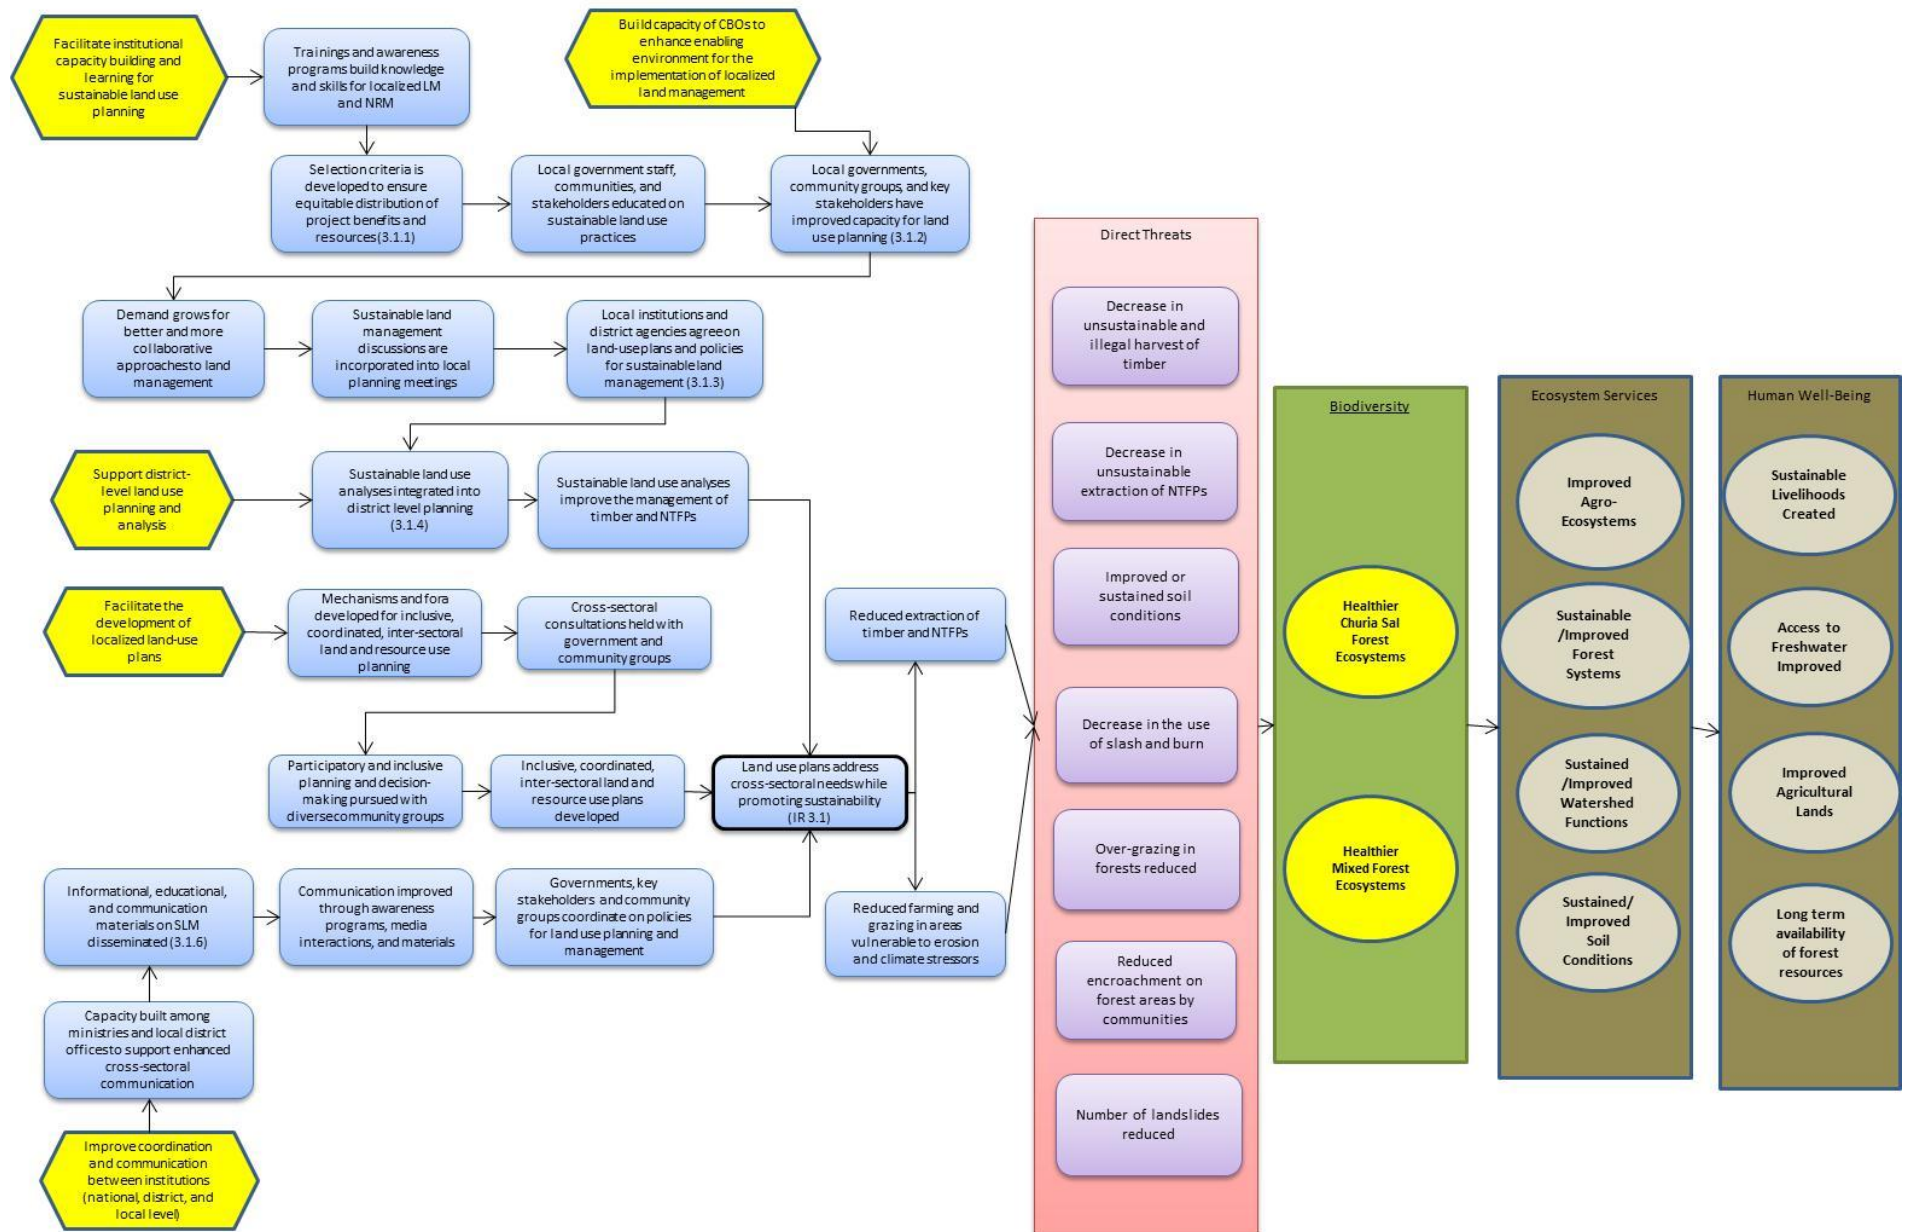 Facilitate institutional
capacity building and
learning for
sustainable land use
planning
Trainings and awareness
programs build knowledge
and skills for localized LM
and NRM
Build capacity of CBOs to
enhance enabling
environment for the
implementation of localized
land management
Selection criteria is
developed to ensure
equitable distribution of
project benefits and
resources (3.1.1)
Local government staff,
communities, and
stakeholders educated on
sustainable land use
practices
Local governments,
community groups, and key
stakeholders have
improved capacity for land
use planning (3.1.2)
Demand grows for
better and more
collaborative
approaches to land
management
Sustainable land
management
discussions are
incorporated into local
planning meetings
Local institutions and
district agencies agree on
land-use plans and policies
for sustainable land
management (3.1.3)
Support district-
level land use
planning and
analysis
Sustainable land use
analyses integrated into
district level planning
(3.1.4)
Sustainable land use analyses
improve the management of
timber and NTFPs
Facilitate the
development of
localized land-use
plans
Mechanisms and fora
developed for inclusive,
coordinated, inter-sectoral
land and resource use
planning
Cross-sectoral
consultations held with
government and
community groups
Participatory and inclusive
planning and decision-
making pursued with
diverse community groups
Inclusive, coordinated,
inter-sectoral land and
resource use plans
developed
Land use plans address
cross-sectoral needs while
promoting sustainability
(IR 3.1)
Informational, educational,
and communication
materials on SLM
disseminated (3.1.6)
Communication improved
through awareness
programs, media
interactions, and materials
Governments, key
stakeholders and community
groups coordinate on policies
for land use planning and
management
Capacity built among
ministries and local district
offices to support enhanced
cross-sectoral
communication
Improve coordination
and communication
between institutions
(national, district, and
local level)
Reduced extraction of
timber and NTFPs
Reduced farming and
grazing in areas
vulnerable to erosion
and climate stressors
Direct Threats
Decrease in
unsustainable and
illegal harvest of
timber
Decrease in
unsustainable
extraction of NTFPs
Improved or
sustained soil
conditions
Decrease in the use
of slash and burn
Over-grazing in
forests reduced
Reduced
encroachment on
forest areas by
communities
Number of landslides
reduced
Biodiversity
Healthier
Churia Sal
Forest
Ecosystems
Healthier
Mixed Forest
Ecosystems
Ecosystem Services
Improved
Agro-
Ecosystems
Sustainable
/Improved
Forest
Systems
Sustained
/Improved
Watershed
Functions
Sustained/
Improved
Soil
Conditions
Human Well-Being
Sustainable
Livelihoods
Created
Access to
Freshwater
Improved
Improved
Agricultural
Lands
Long term
availability
of forest
resources